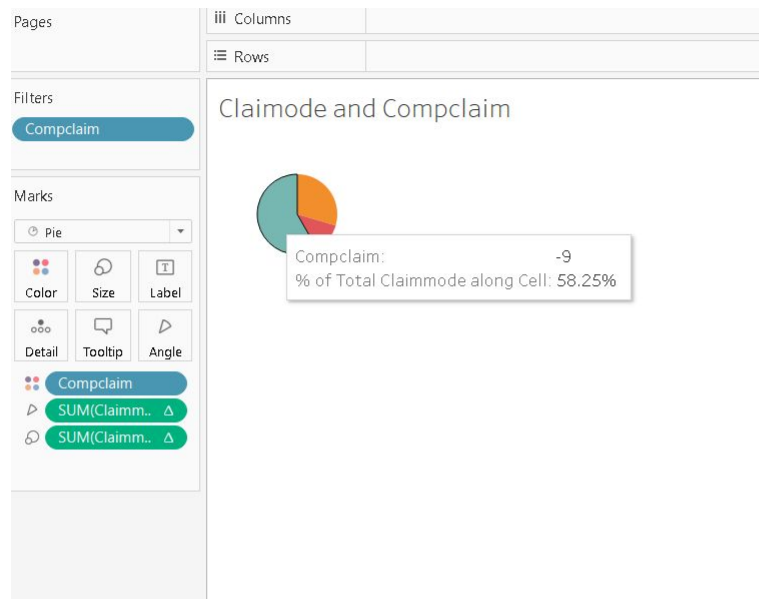 Pages
Columns
Rows
Filters
Compclaim
Claimode and Compclaim
Marks
Pie
Color Size Label
Detail Tooltip Angle
Compclaim
SUM(Claimm.. Δ
SUM(Claimm.. Δ
Compclaim: -9
% of Total Claimmode along Cell: 58.25%